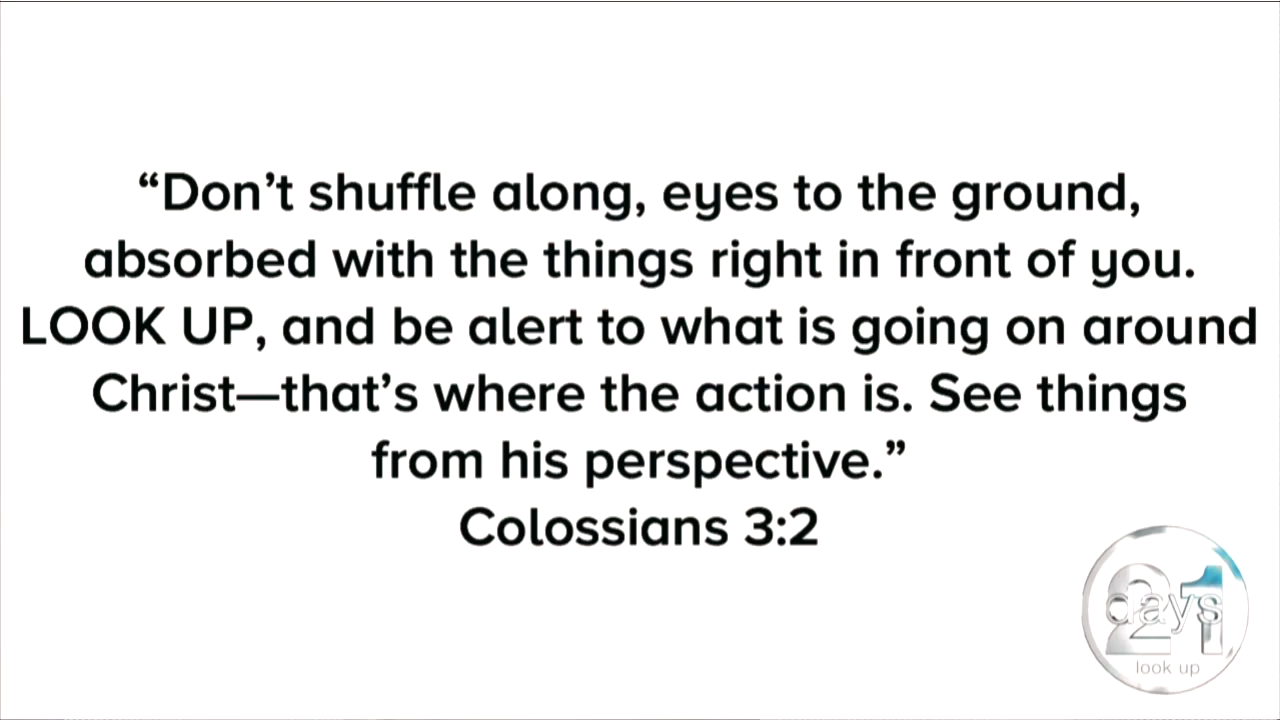 “Don’t shuffle along, eyes to the ground,
absorbed with the things right in front of you.
LOOK UP, and be alert to what is going on around
Christ—that’s where the action is. See things
from his perspective.”
Colossians 3:2
21
days
look up